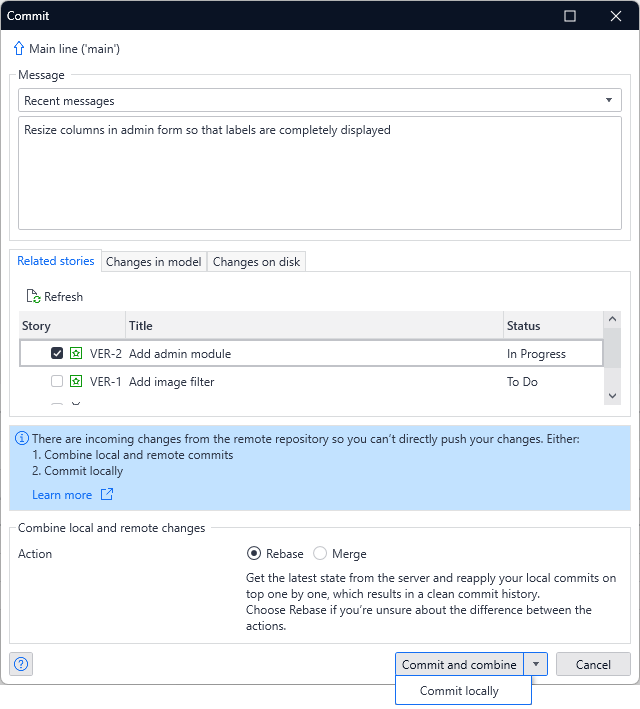 Commit
Main line ('main')
Message
Recent messages
Resize columns in admin form so that labels are completely displayed
Related stories
Changes in model
Changes on disk
Refresh
Story Title Status
VER-2 Add admin module In Progress
VER-1 Add image filter To Do
There are incoming changes from the remote repository so you can't directly push your changes. Either:
1. Combine local and remote commits
2. Commit locally
Learn more
Combine local and remote changes
Action Rebase Merge
Get the latest state from the server and reapply your local commits on
top one by one, which results in a clean commit history.
Choose Rebase if you're unsure about the difference between the
actions.
? Commit and combine Cancel
Commit locally